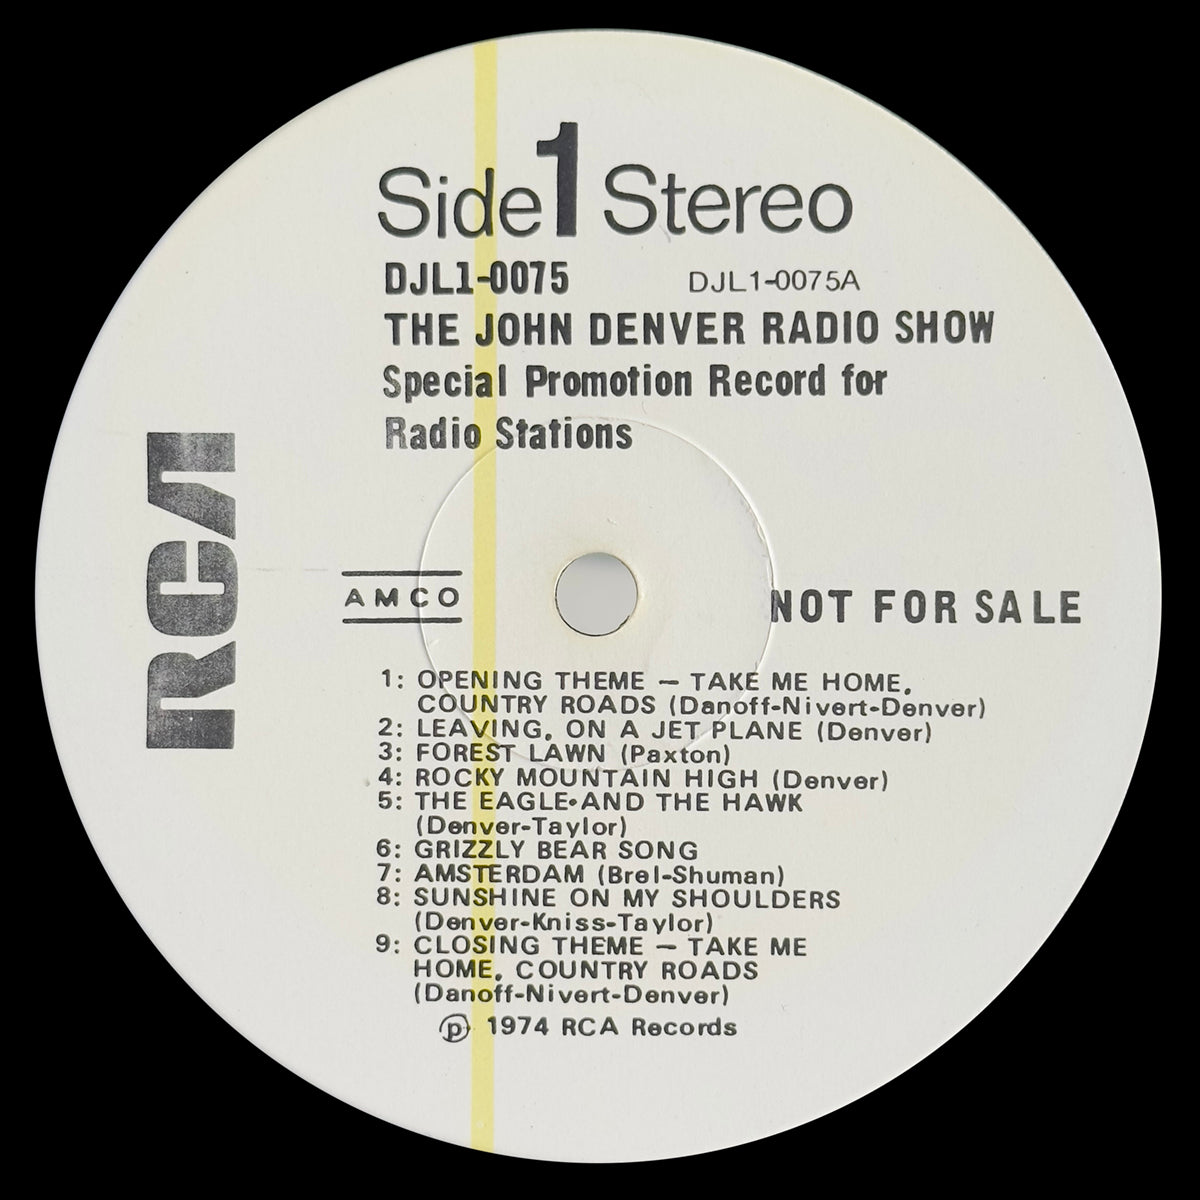 Side 1 Stereo
DJL1-0075 DJL1-0075A
THE JOHN DENVER RADIO SHOW
Special Promotion Record for
Radio Stations
RCA
AMCO
NOT FOR SALE
1: OPENING THEME — TAKE ME HOME,
COUNTRY ROADS (Danoff-Nivert-Denver)
2: LEAVING, ON A JET PLANE (Denver)
3: FOREST LAWN (Paxton)
4: ROCKY MOUNTAIN HIGH (Denver)
5: THE EAGLE•AND THE HAWK
(Denver-Taylor)
6: GRIZZLY BEAR SONG
7: AMSTERDAM (Brel-Shuman)
8: SUNSHINE ON MY SHOULDERS
(Denver-Kniss-Taylor)
9: CLOSING THEME — TAKE ME
HOME, COUNTRY ROADS
(Danoff-Nivert-Denver)
℗ 1974 RCA Records